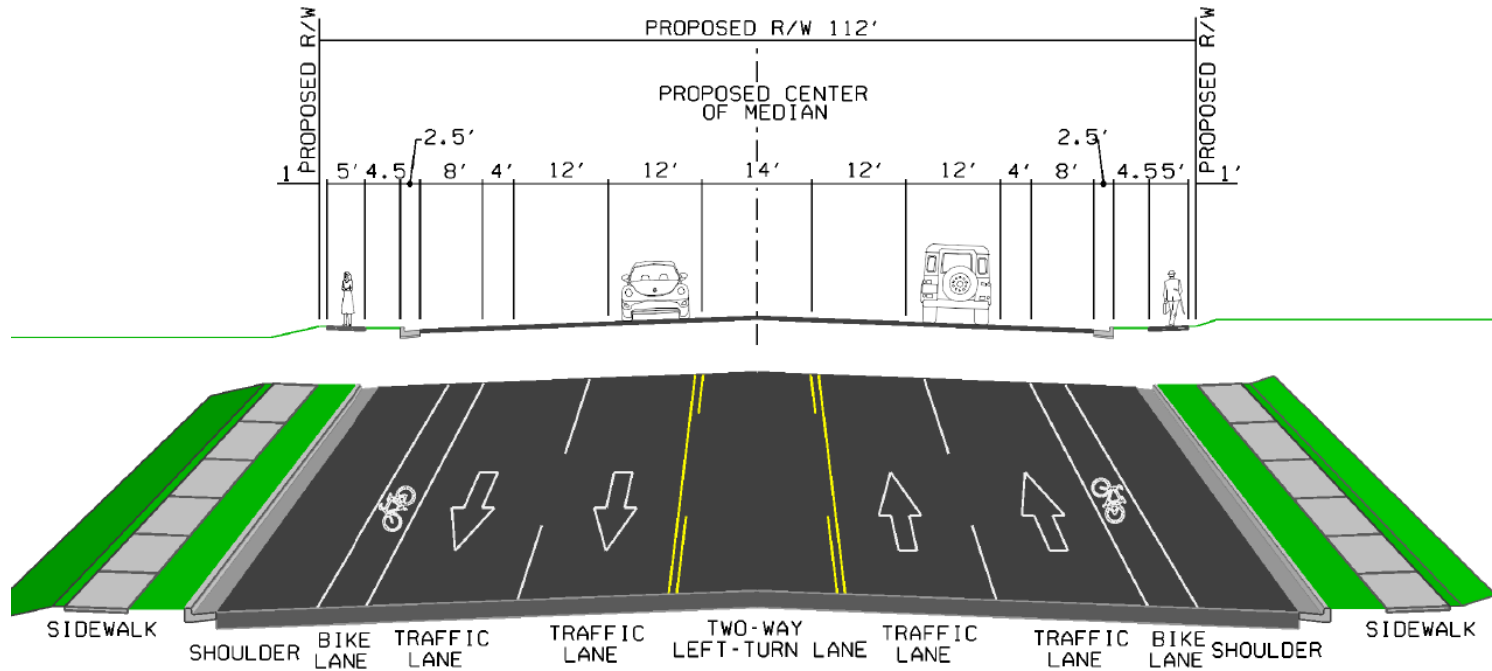 PROPOSED R/W 112'
PROPOSED R/W
PROPOSED R/W
PROPOSED CENTER
OF MEDIAN
2.5'
2.5'
1' 5' 4.5 8' 4' 12' 12' 14' 12' 12' 4' 8' 4.5 5' 1'
SIDEWALK
SHOULDER
BIKE
LANE
TRAFFIC
LANE
TRAFFIC
LANE
TWO-WAY
LEFT-TURN LANE
TRAFFIC
LANE
TRAFFIC
LANE
BIKE
LANE
SHOULDER
SIDEWALK